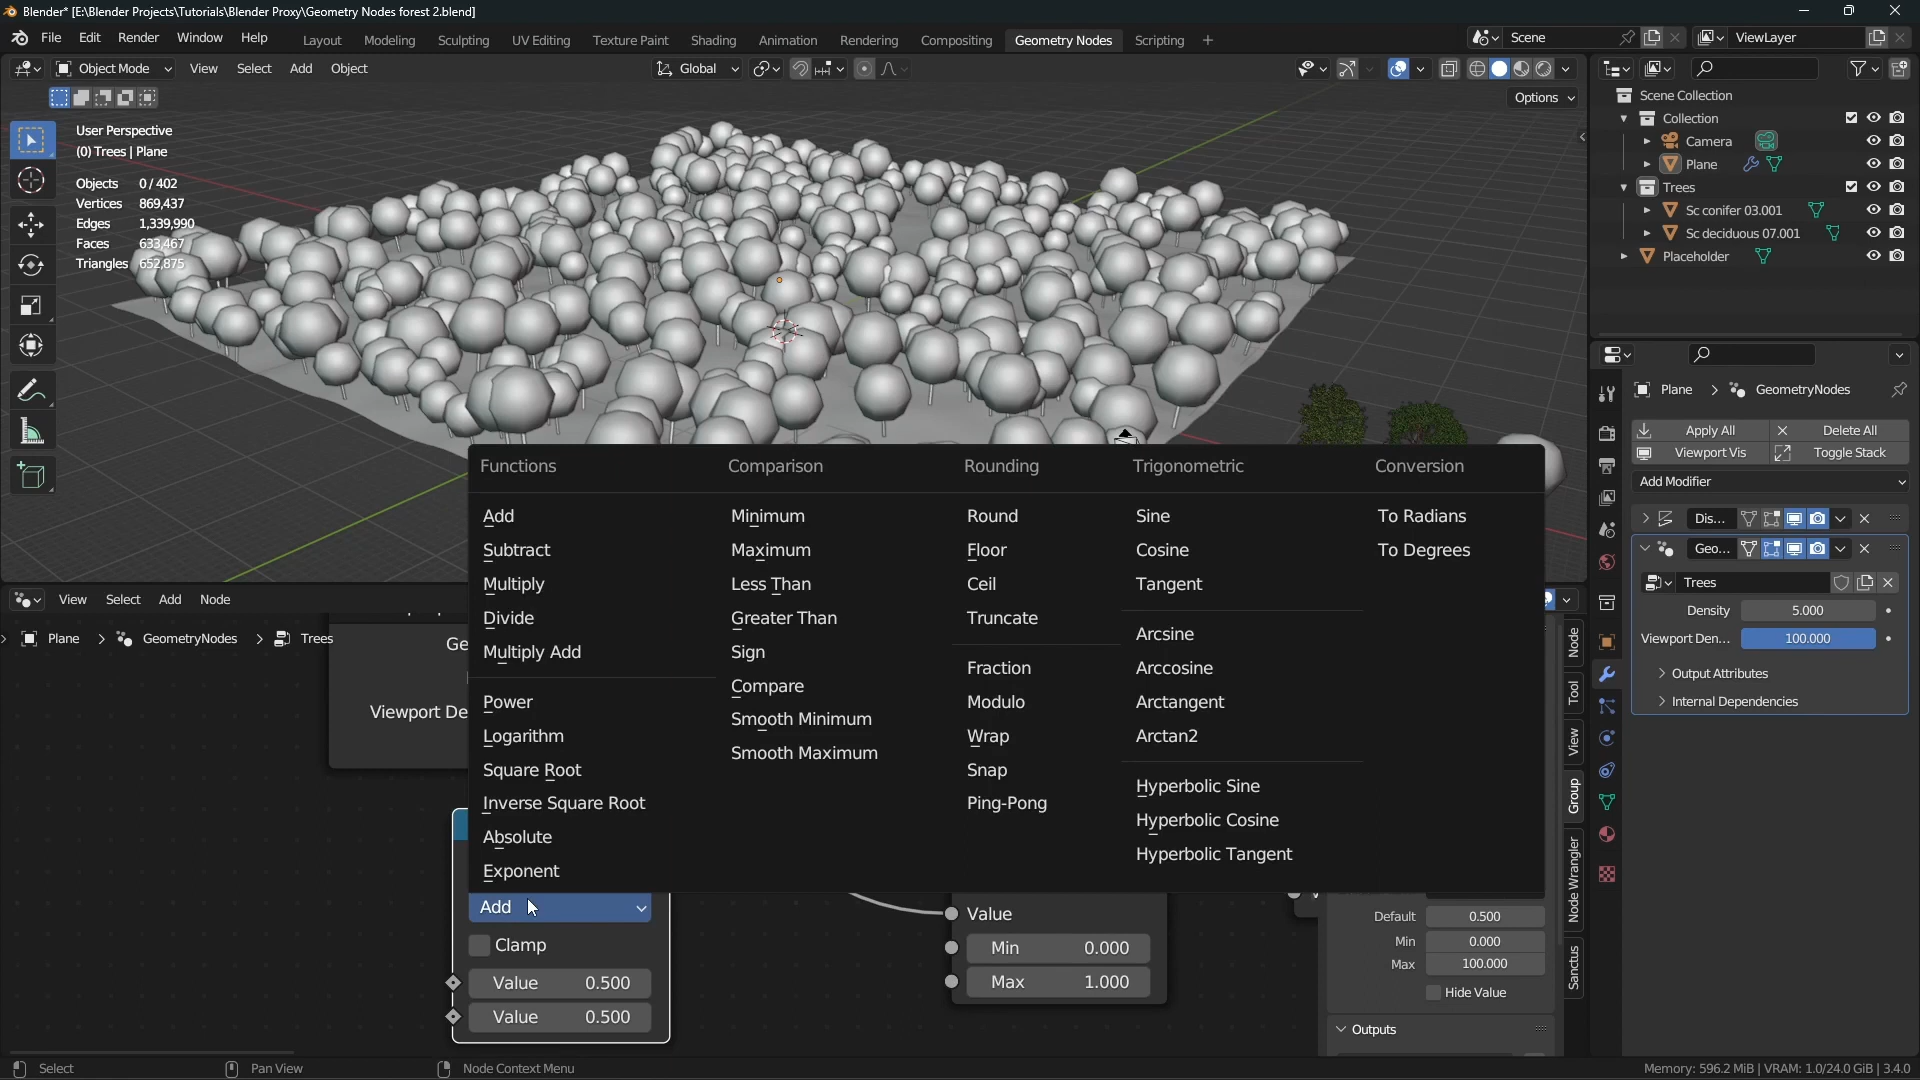 Blender* [E:\Blender Projects\Tutorials\Blender Proxy\Geometry Nodes forest 2.blend]
File Edit Render Window Help Layout Modeling Sculpting UV Editing Texture Paint Shading Animation Rendering Compositing Geometry Nodes Scripting + Scene ViewLayer
Object Mode View Select Add Object Global
Options
User Perspective
(0) Trees | Plane
Objects 0/402
Vertices 869,437
Edges 1,339,990
Faces 633,467
Triangles 652,875
Scene Collection
Collection
Camera
Plane
Trees
Sc conifer 03.001
Sc deciduous 07.001
Placeholder
Plane > GeometryNodes
Apply All Delete All
Viewport Vis Toggle Stack
Add Modifier
Dis...
Geo...
Trees
Density 5.000
Viewport Den... 100.000
Output Attributes
Internal Dependencies
Functions Comparison Rounding Trigonometric Conversion
Add Minimum Round Sine To Radians
Subtract Maximum Floor Cosine To Degrees
Multiply Less Than Ceil Tangent
Divide Greater Than Truncate
Multiply Add Sign Fraction Arcsine
Power Compare Modulo Arccosine
Logarithm Smooth Minimum Wrap Arctangent
Square Root Smooth Maximum Snap Arctan2
Inverse Square Root Ping-Pong Hyperbolic Sine
Absolute Hyperbolic Cosine
Exponent Hyperbolic Tangent
View Select Add Node
Plane > GeometryNodes > Trees
Ge
Viewport De
Add
Clamp
Value 0.500
Value 0.500
Value
Min 0.000
Max 1.000
Default 0.500
Min 0.000
Max 100.000
Hide Value
Outputs
Node
Tool
View
Group
Node Wrangler
Sanctus
Select Pan View Node Context Menu Memory: 596.2 MiB | VRAM: 1.0/24.0 GiB | 3.4.0